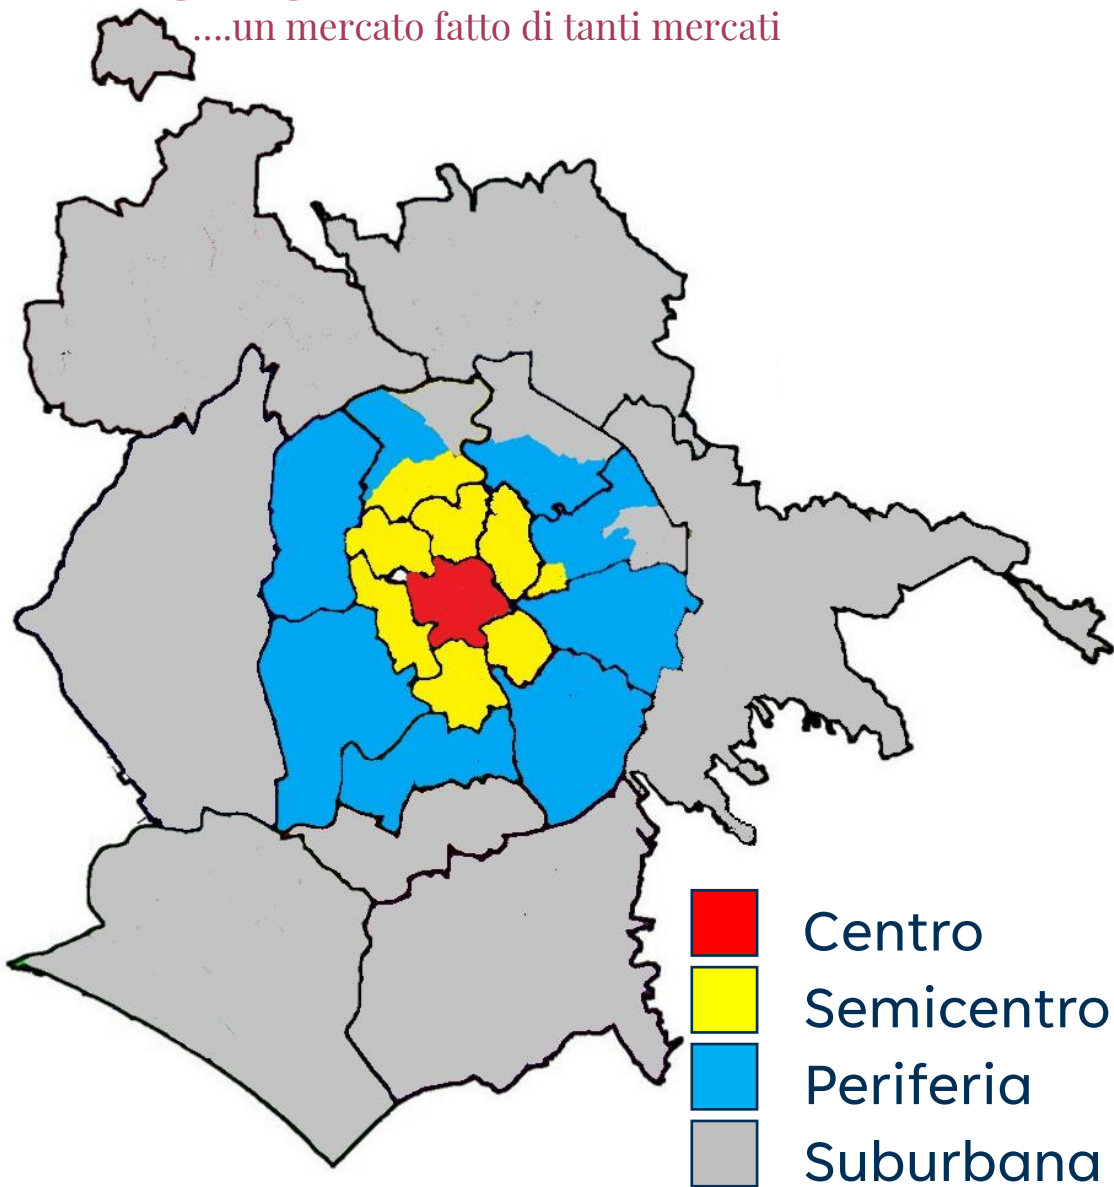 ....un mercato fatto di tanti mercati
Centro
Semicentro
Periferia
Suburbana